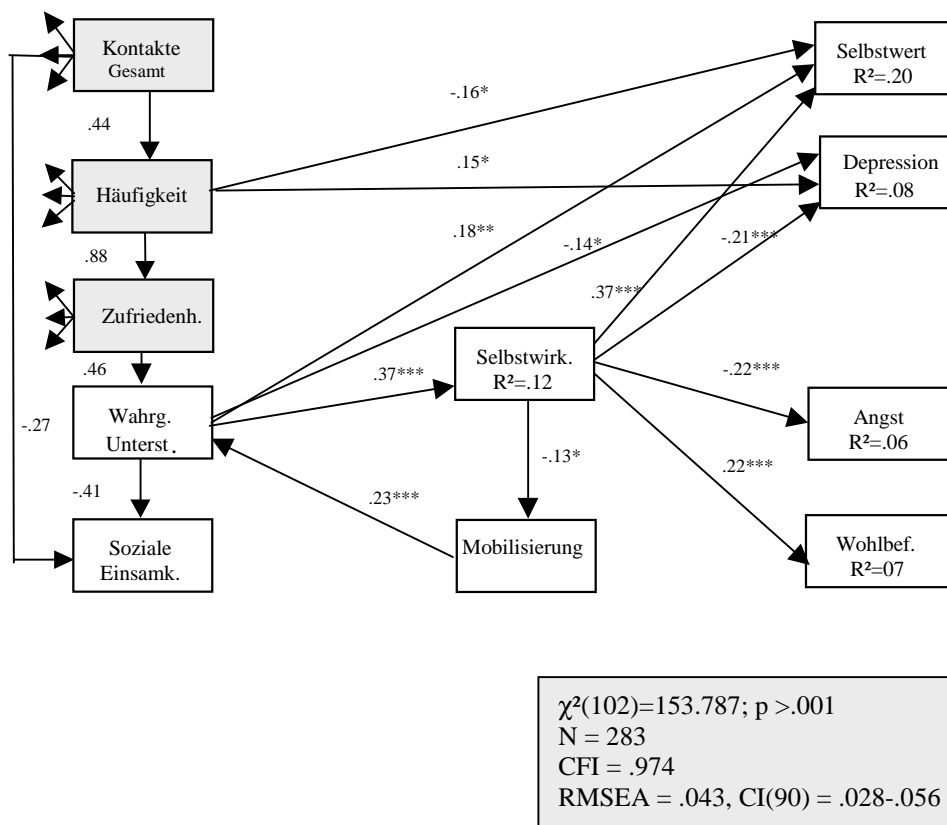 Kontakte
Gesamt
Selbstwert
R²=.20
-.16*
.44
.15*
Depression
R²=.08
Häufigkeit
.18**
-.14*
-.21***
.88
.37***
Zufriedenh.
Selbstwirk.
R²=.12
.46
.37***
-.22***
Wahrg.
Unterst.
-.27
Angst
R²=.06
-.13*
.22***
-.41
.23***
Soziale
Einsamk.
Mobilisierung
Wohlbef.
R²=07
χ²(102)=153.787; p >.001
N = 283
CFI = .974
RMSEA = .043, CI(90) = .028-.056